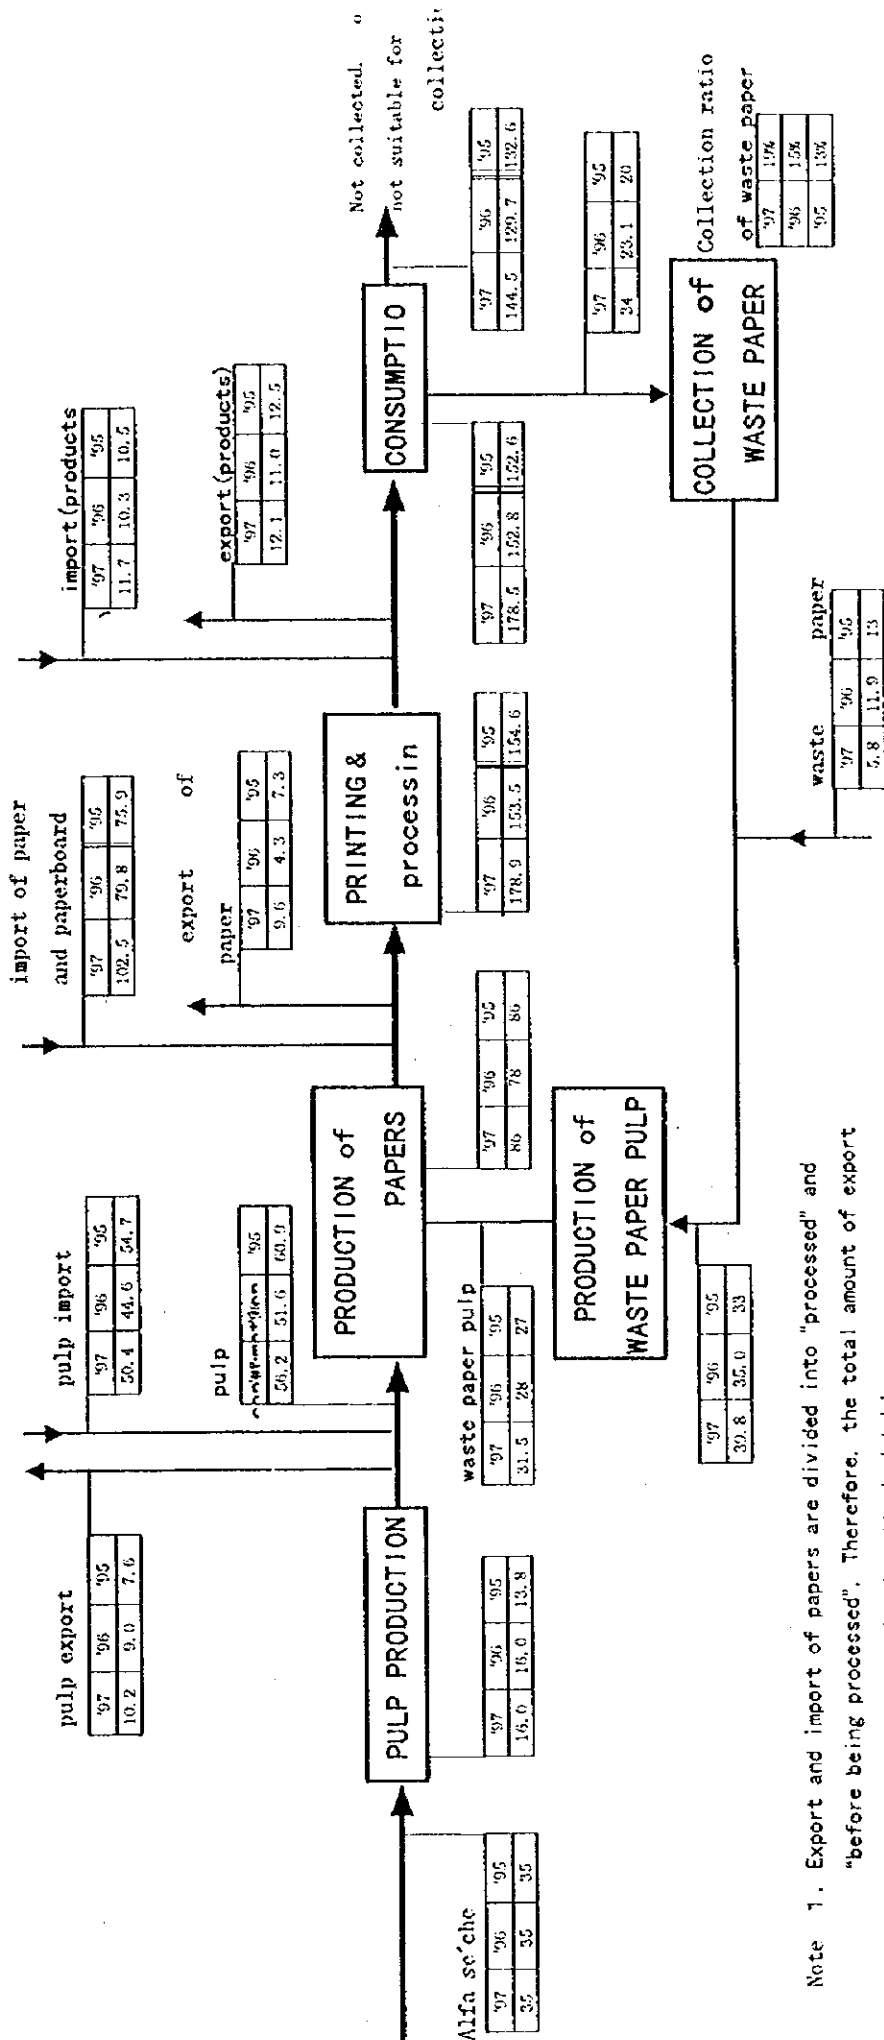 Alfa se'che
'97 '96 '95
35 35 35
pulp export
'97 '96 '95
10.2 9.0 7.6
PULP PRODUCTION
'97 '96 '95
16.0 16.0 13.8
pulp import
'97 '96 '95
50.4 44.6 54.7
pulp
'95
56.2 51.6 60.9
waste paper pulp
'97 '96 '95
31.5 28 27
PRODUCTION of
PAPERS
'97 '96 '95
86 78 86
PRODUCTION of
WASTE PAPER PULP
'97 '96 '95
39.8 35.0 33
import of paper
and paperboard
'97 '96 '95
102.5 79.8 75.9
export of
paper
'97 '96 '95
9.6 4.3 7.3
PRINTING &
processin
'97 '96 '95
178.9 153.5 154.6
import(products
'97 '96 '95
11.7 10.3 10.5
export(products)
'97 '96 '95
12.1 11.0 12.5
CONSUMPTIO
'97 '96 '95
178.5 152.8 152.6
Not collected. o
not suitable for
collecti
'97 '96 '95
144.5 129.7 132.6
'97 '96 '95
34 23.1 20
COLLECTION of
WASTE PAPER
Collection ratio
of waste paper
'97 19%
'96 15%
'95 13%
waste paper
'97 '96 '95
5.8 11.9 13
Note 1. Export and import of papers are divided into "processed" and
"before being processed". Therefore, the total amount of export